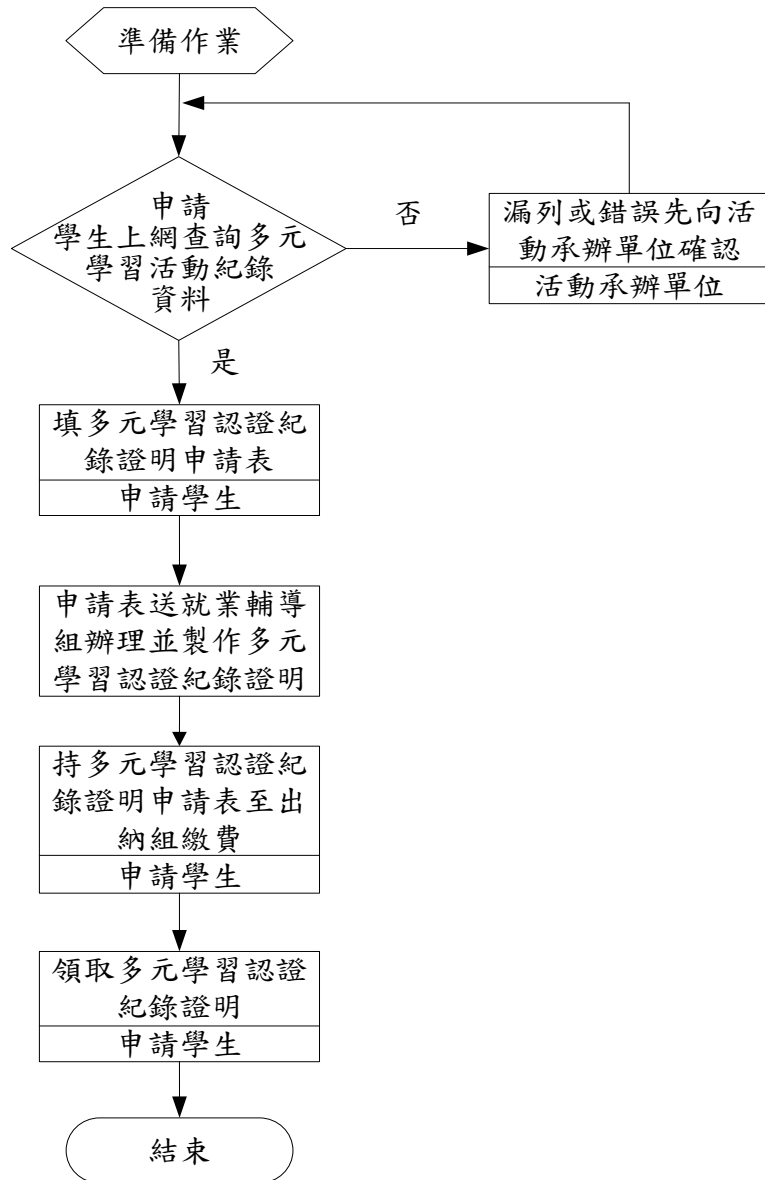 準備作業
申請
學生上網查詢多元
學習活動紀錄
資料
否
漏列或錯誤先向活
動承辦單位確認
活動承辦單位
是
填多元學習認證紀
錄證明申請表
申請學生
申請表送就業輔導
組辦理並製作多元
學習認證紀錄證明
持多元學習認證紀
錄證明申請表至出
納組繳費
申請學生
領取多元學習認證
紀錄證明
申請學生
結束